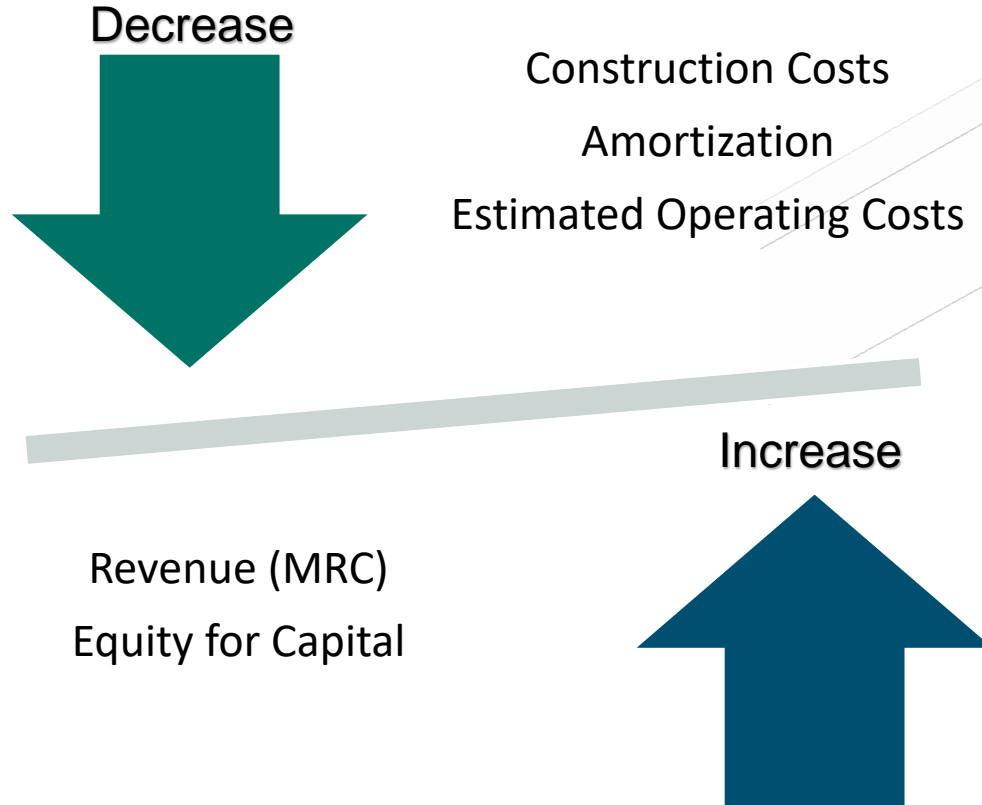 Decrease
Construction Costs
Amortization
Estimated Operating Costs
Increase
Revenue (MRC)
Equity for Capital